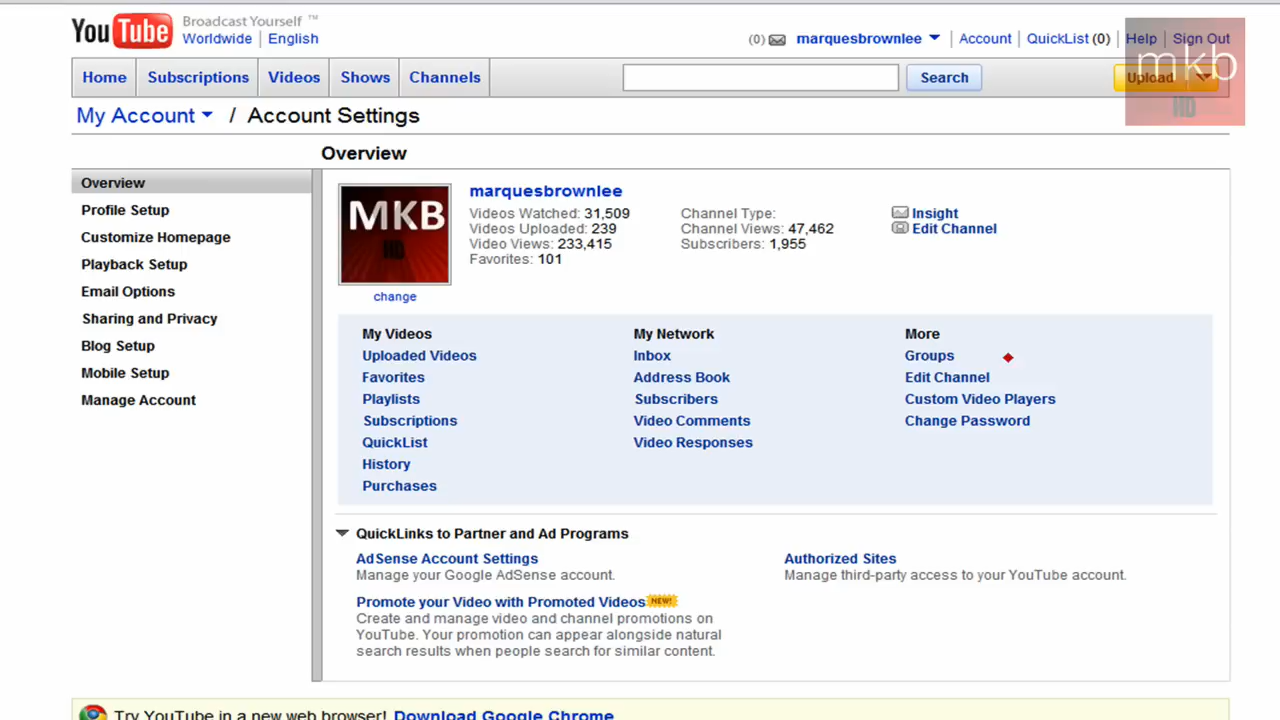 YouTube Broadcast Yourself ™
Worldwide | English
(0) marquesbrownlee | Account | QuickList (0) | Help | Sign Out
Home Subscriptions Videos Shows Channels Search Upload
mkb
HD
My Account / Account Settings
Overview
Overview
Profile Setup
Customize Homepage
Playback Setup
Email Options
Sharing and Privacy
Blog Setup
Mobile Setup
Manage Account
MKB
HD
change
marquesbrownlee
Videos Watched: 31,509
Videos Uploaded: 239
Video Views: 233,415
Favorites: 101
Channel Type:
Channel Views: 47,462
Subscribers: 1,955
Insight
Edit Channel
My Videos
Uploaded Videos
Favorites
Playlists
Subscriptions
QuickList
History
Purchases
My Network
Inbox
Address Book
Subscribers
Video Comments
Video Responses
More
Groups
Edit Channel
Custom Video Players
Change Password
QuickLinks to Partner and Ad Programs
AdSense Account Settings
Manage your Google AdSense account.
Promote your Video with Promoted Videos NEW!
Create and manage video and channel promotions on
YouTube. Your promotion can appear alongside natural
search results when people search for similar content.
Authorized Sites
Manage third-party access to your YouTube account.
Try YouTube in a new web browser! Download Google Chrome